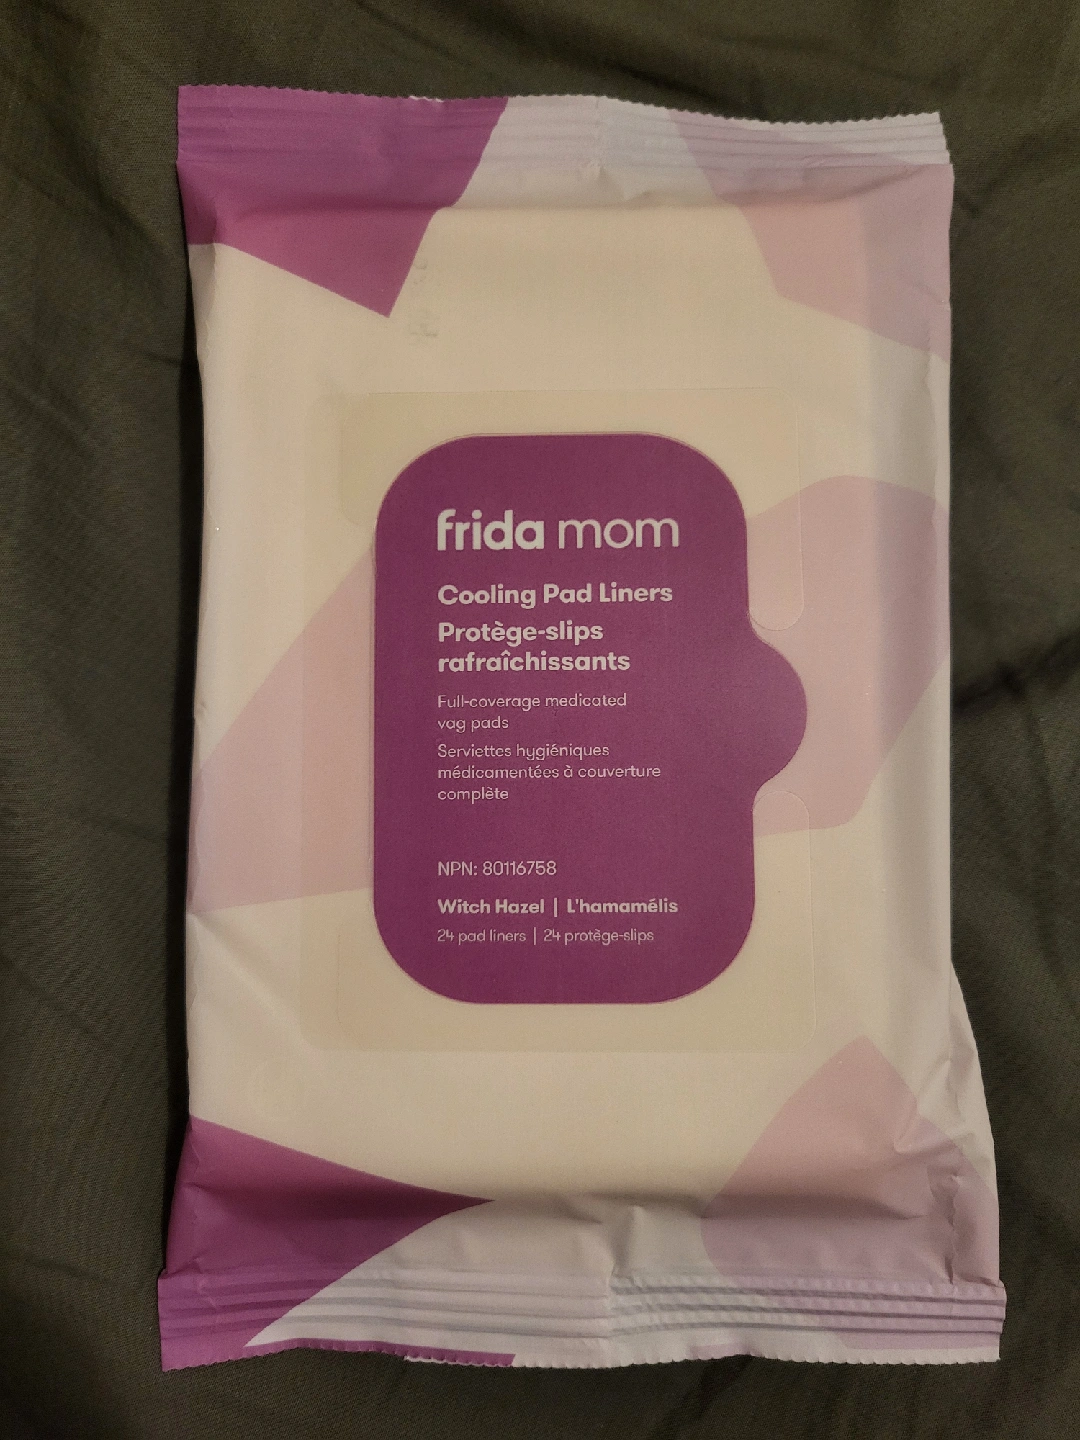 frida mom
Cooling Pad Liners
Protège-slips
rafraîchissants
Full-coverage medicated
vag pads
Serviettes hygiéniques
médicamentées à couverture
complète
NPN: 80116758
Witch Hazel | L'hamamélis
24 pad liners | 24 protège-slips